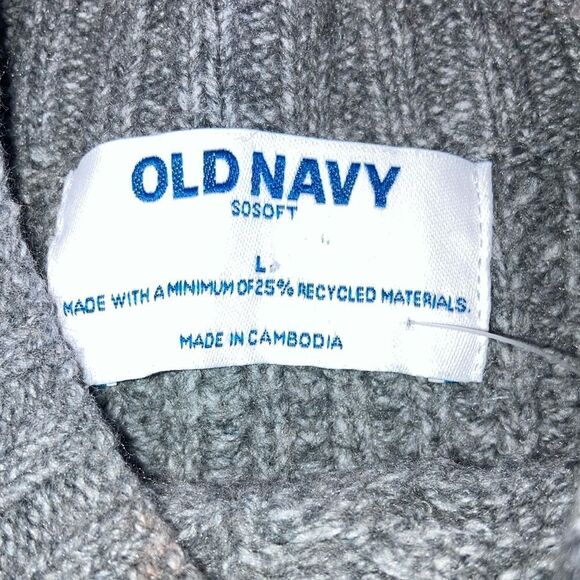 OLD NAVY
SOSOFT
L
MADE WITH A MINIMUM OF 25% RECYCLED MATERIALS.
MADE IN CAMBODIA